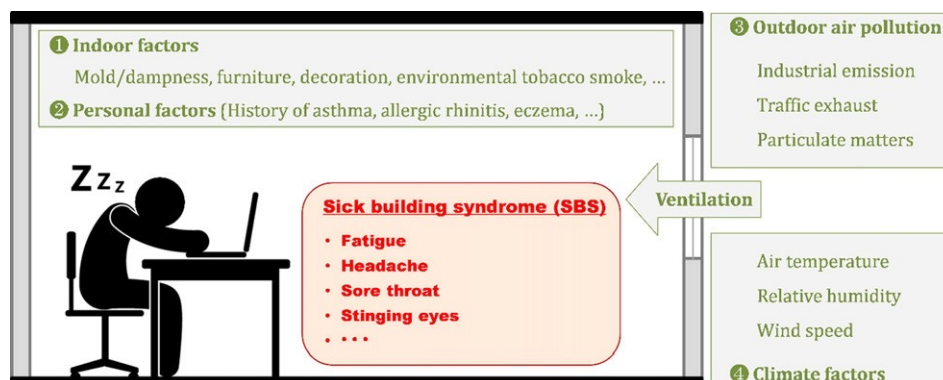 ❶ Indoor factors
Mold/dampness, furniture, decoration, environmental tobacco smoke, ...
❷ Personal factors (History of asthma, allergic rhinitis, eczema, ...)
Z z z
Sick building syndrome (SBS)
• Fatigue
• Headache
• Sore throat
• Stinging eyes
• • • •
Ventilation
❸ Outdoor air pollution
Industrial emission
Traffic exhaust
Particulate matters
Air temperature
Relative humidity
Wind speed
❹ Climate factors